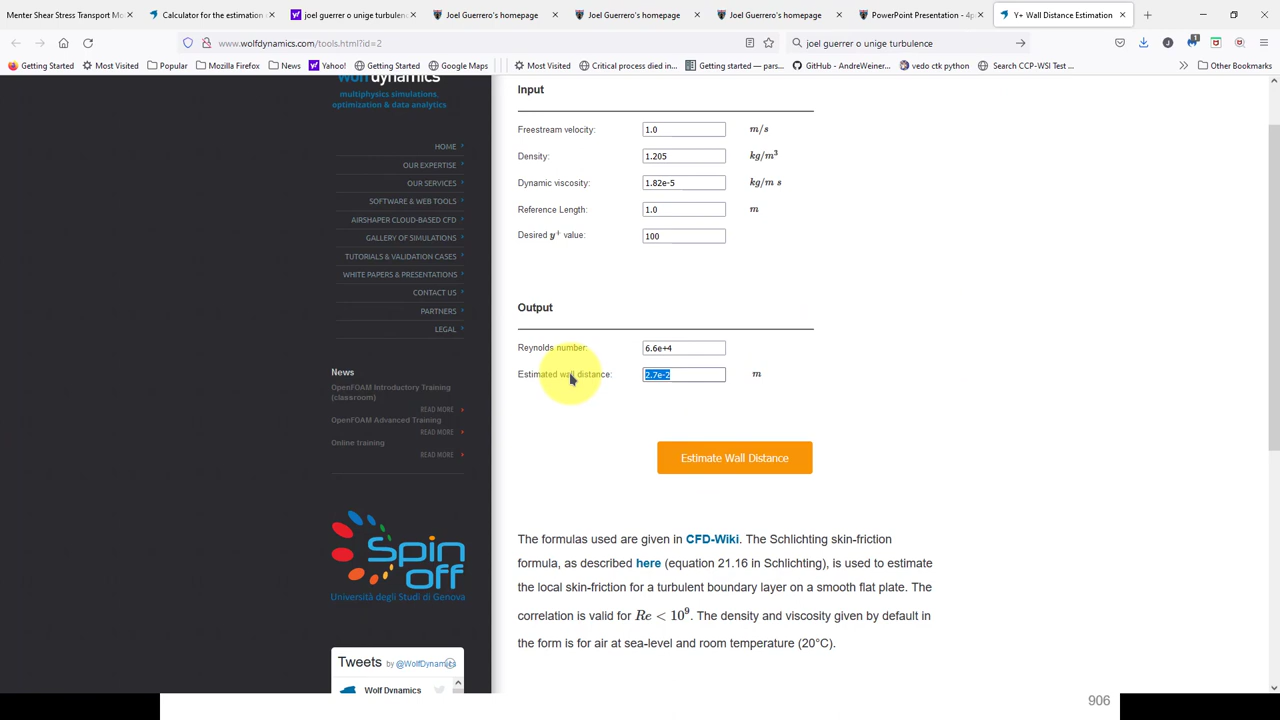 Menter Shear Stress Transport Mo
Calculator for the estimation
joel guerrer o unige turbulenc
Joel Guerrero's homepage
Joel Guerrero's homepage
Joel Guerrero's homepage
PowerPoint Presentation - 4p
Y+ Wall Distance Estimation
www.wolfdynamics.com/tools.html?id=2
joel guerrer o unige turbulence
Getting Started
Most Visited
Popular
Mozilla Firefox
News
Yahoo!
Getting Started
Google Maps
Most Visited
Critical process died in...
Getting started — pars...
GitHub - AndreWeiner...
vedo ctk python
Search CCP-WSI Test ...
Other Bookmarks
wolfdynamics
multiphysics simulations,
optimization & data analytics
HOME
OUR EXPERTISE
OUR SERVICES
SOFTWARE & WEB TOOLS
AIRSHAPER CLOUD-BASED CFD
GALLERY OF SIMULATIONS
TUTORIALS & VALIDATION CASES
WHITE PAPERS & PRESENTATIONS
CONTACT US
PARTNERS
LEGAL
News
OpenFOAM Introductory Training
(classroom)
READ MORE
OpenFOAM Advanced Training
READ MORE
Online training
READ MORE
Spin
off
Università degli Studi di Genova
Tweets by @WolfDynamics
Wolf Dynamics
Input
Freestream velocity: 1.0 m/s
Density: 1.205 kg/m³
Dynamic viscosity: 1.82e-5 kg/m s
Reference Length: 1.0 m
Desired y⁺ value: 100
Output
Reynolds number: 6.6e+4
Estimated wall distance: 2.7e-2 m
Estimate Wall Distance
The formulas used are given in CFD-Wiki. The Schlichting skin-friction
formula, as described here (equation 21.16 in Schlichting), is used to estimate
the local skin-friction for a turbulent boundary layer on a smooth flat plate. The
correlation is valid for Re < 10⁹. The density and viscosity given by default in
the form is for air at sea-level and room temperature (20°C).
906